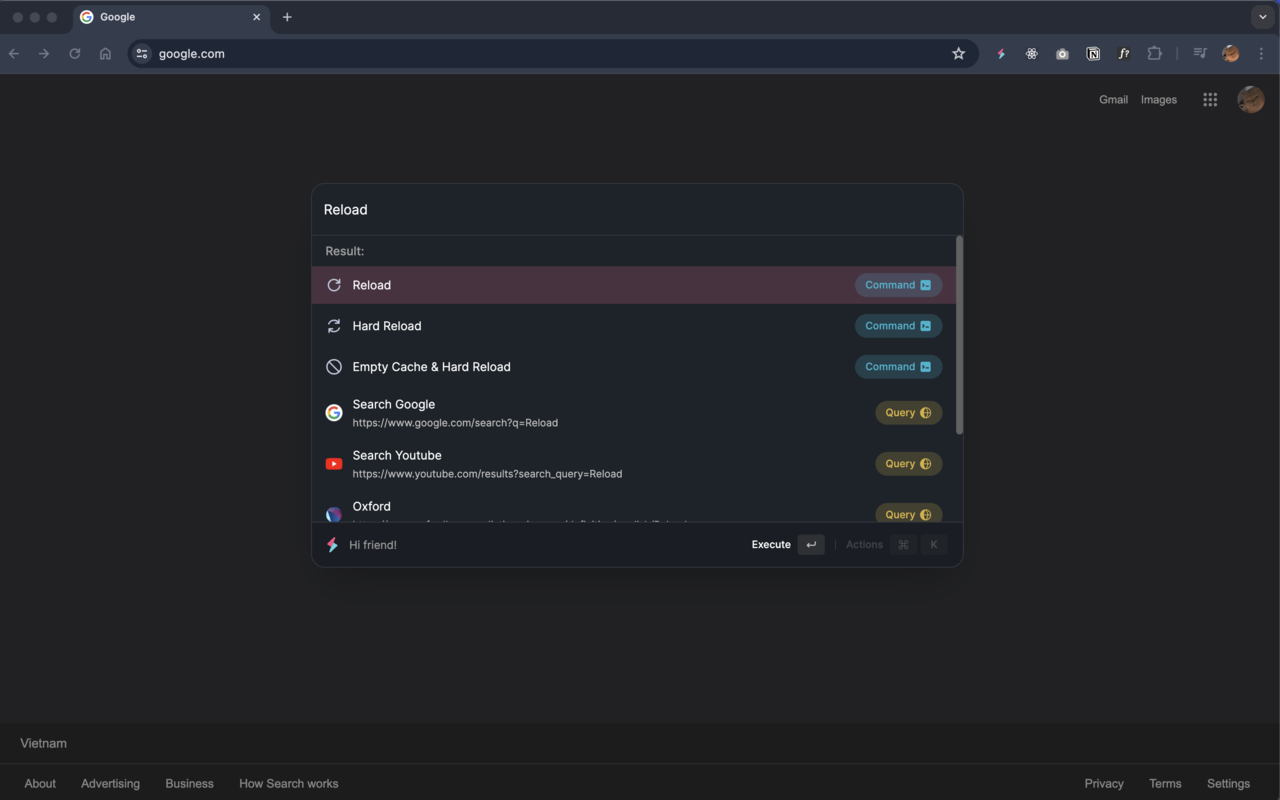 Google
google.com
Gmail Images
Reload
Result:
Reload Command
Hard Reload Command
Empty Cache & Hard Reload Command
Search Google
https://www.google.com/search?q=Reload
Query
Search Youtube
https://www.youtube.com/results?search_query=Reload
Query
Oxford
Query
Hi friend! Execute ↵ | Actions ⌘ K
Vietnam
About Advertising Business How Search works Privacy Terms Settings